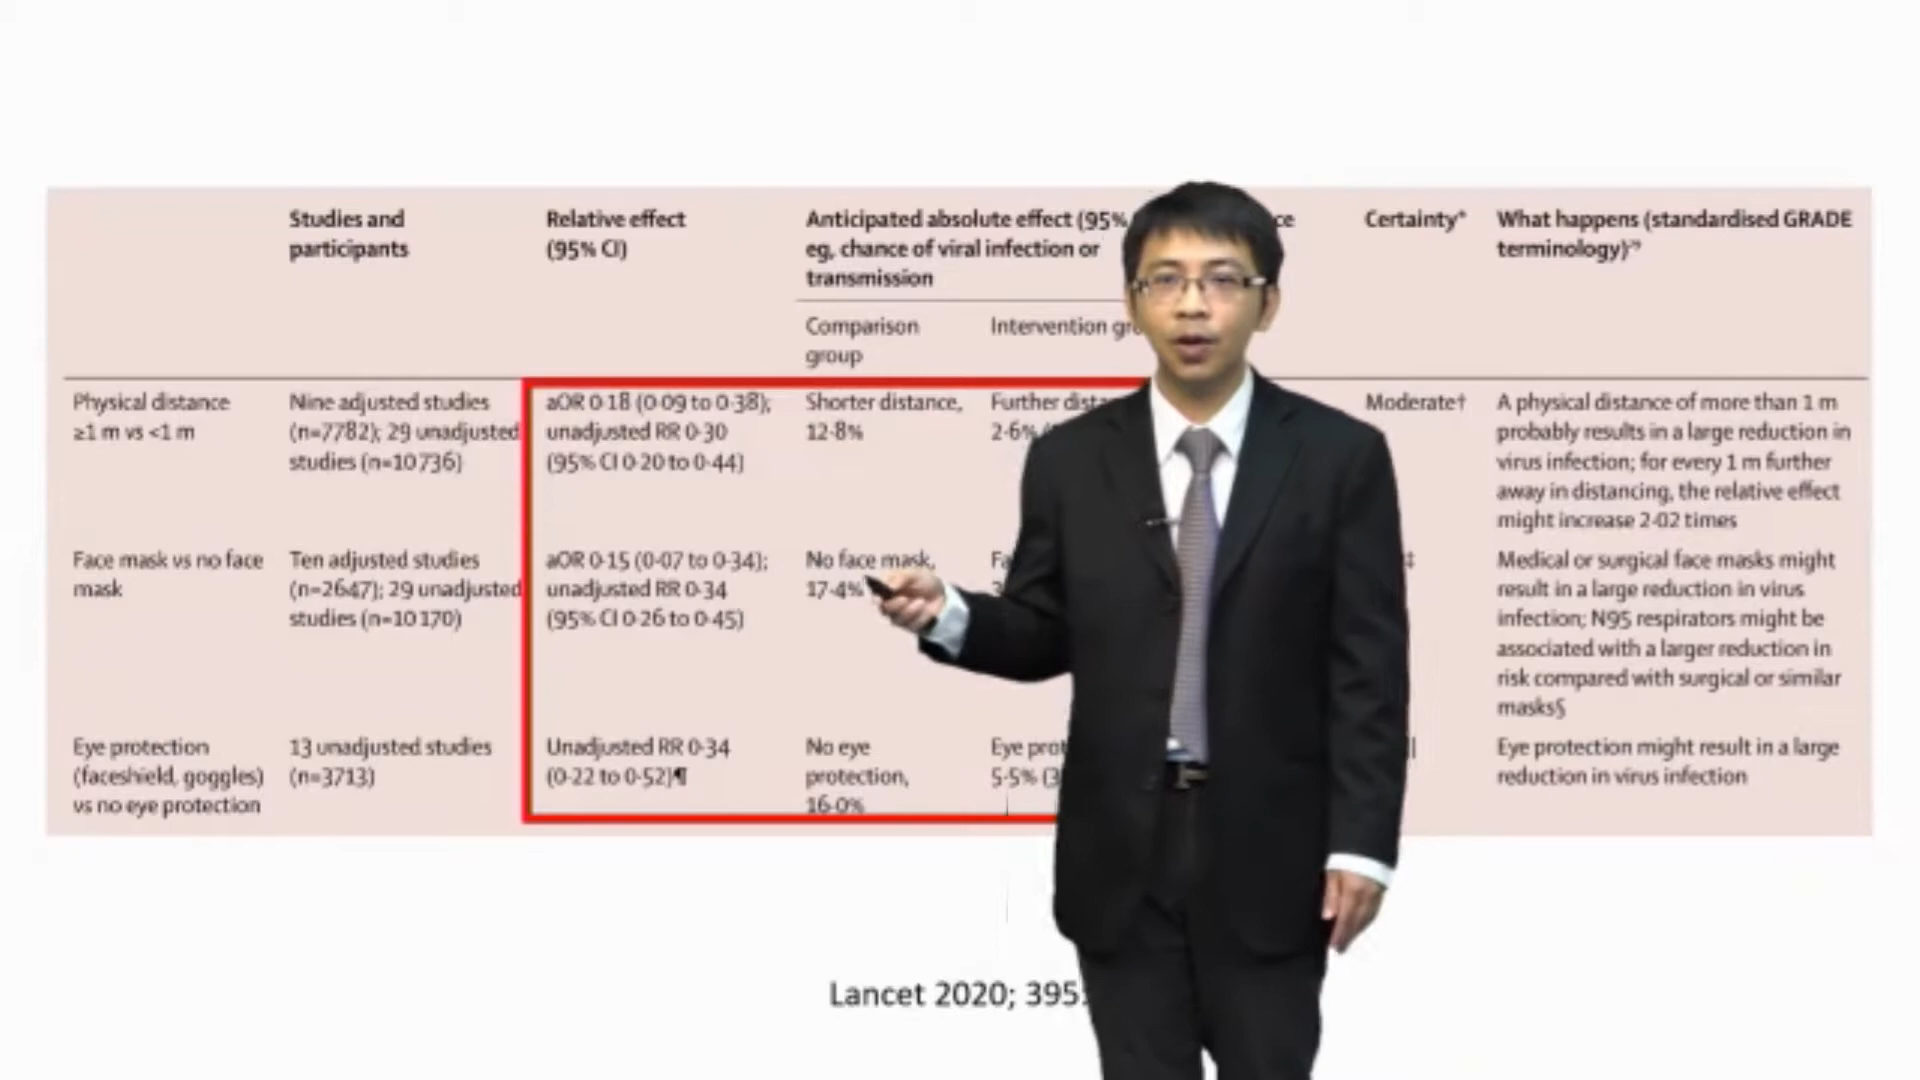 Studies and
participants
Relative effect
(95% CI)
Anticipated absolute effect (95%
eg, chance of viral infection or
transmission
Certainty*
What happens (standardised GRADE
terminology)²⁹
Comparison
group
Intervention
Physical distance
≥1 m vs <1 m
Nine adjusted studies
(n=7782); 29 unadjusted
studies (n=10 736)
aOR 0·18 (0·09 to 0·38);
unadjusted RR 0·30
(95% CI 0·20 to 0·44)
Shorter distance,
12·8%
Further
2·6%
Moderate†
A physical distance of more than 1 m
probably results in a large reduction in
virus infection; for every 1 m further
away in distancing, the relative effect
might increase 2·02 times
Face mask vs no face
mask
Ten adjusted studies
(n=2647); 29 unadjusted
studies (n=10 170)
aOR 0·15 (0·07 to 0·34);
unadjusted RR 0·34
(95% CI 0·26 to 0·45)
No face mask,
17·4%
‡
Medical or surgical face masks might
result in a large reduction in virus
infection; N95 respirators might be
associated with a larger reduction in
risk compared with surgical or similar
masks§
Eye protection
(faceshield, goggles)
vs no eye protection
13 unadjusted studies
(n=3713)
Unadjusted RR 0·34
(0·22 to 0·52)¶
No eye
protection,
16·0%
Eye
5·5%
||
Eye protection might result in a large
reduction in virus infection
Lancet 2020; 395: